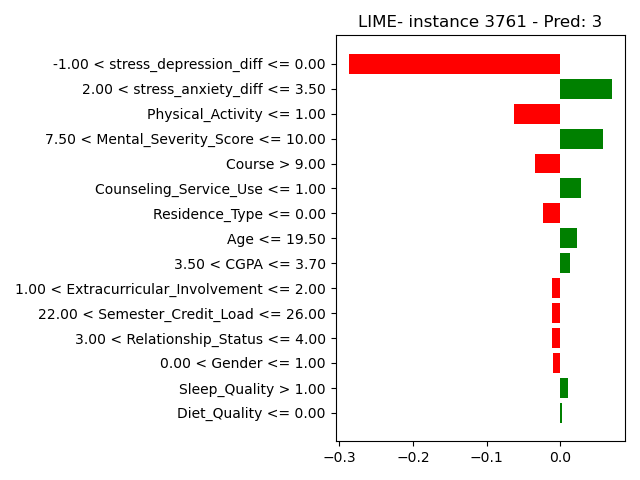 LIME- instance 3761 - Pred: 3
-1.00 < stress_depression_diff <= 0.00
2.00 < stress_anxiety_diff <= 3.50
Physical_Activity <= 1.00
7.50 < Mental_Severity_Score <= 10.00
Course > 9.00
Counseling_Service_Use <= 1.00
Residence_Type <= 0.00
Age <= 19.50
3.50 < CGPA <= 3.70
1.00 < Extracurricular_Involvement <= 2.00
22.00 < Semester_Credit_Load <= 26.00
3.00 < Relationship_Status <= 4.00
0.00 < Gender <= 1.00
Sleep_Quality > 1.00
Diet_Quality <= 0.00
−0.3 −0.2 −0.1 0.0